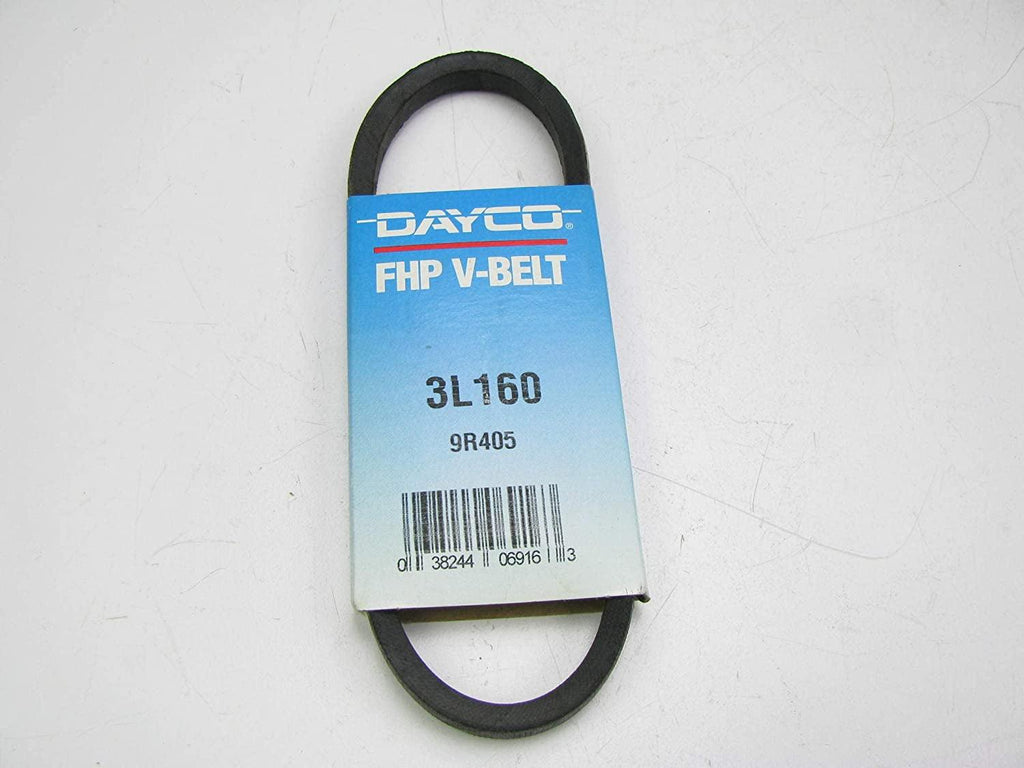 DAYCO®
FHP V-BELT
3L160
9R405
0 38244 06916 3